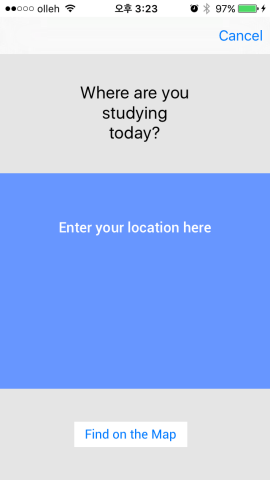 olleh 오후 3:23 97%
Cancel
Where are you
studying
today?
Enter your location here
Find on the Map